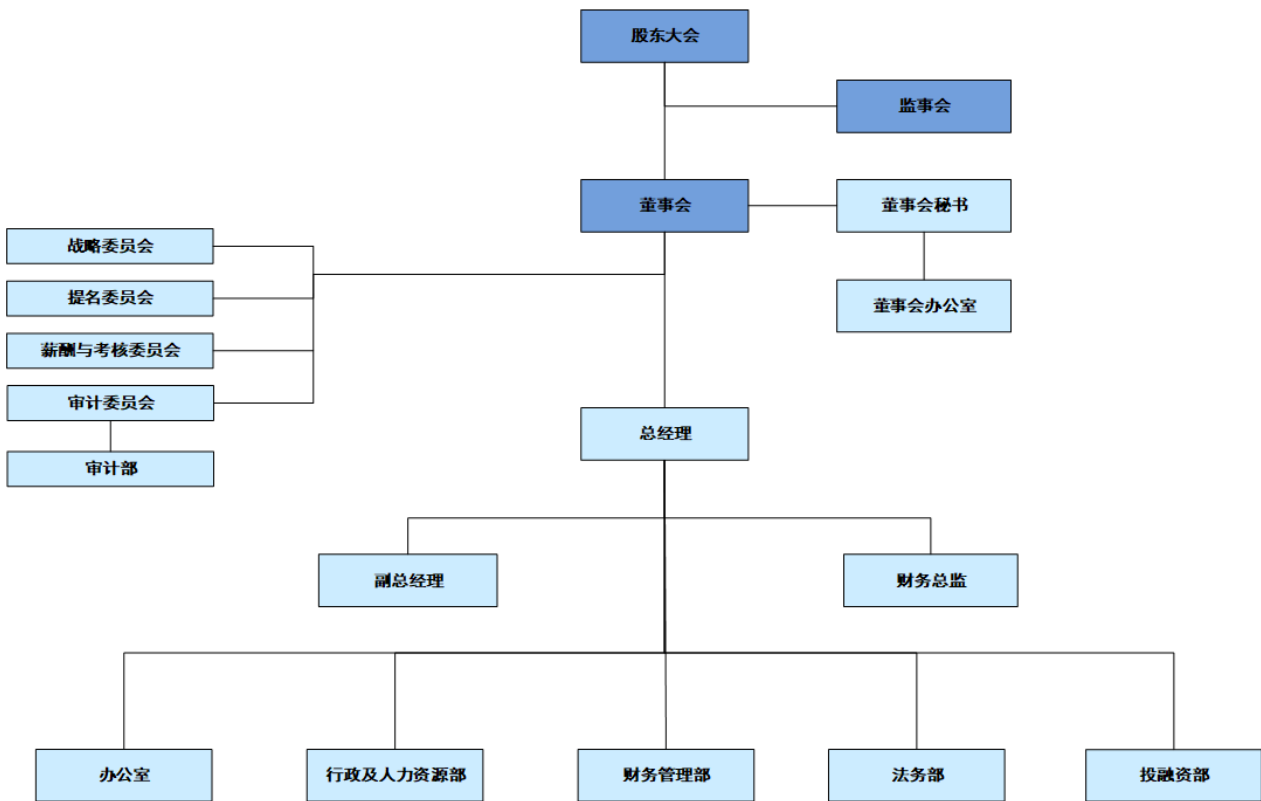 股东大会
监事会
董事会
董事会秘书
战略委员会
提名委员会
董事会办公室
薪酬与考核委员会
审计委员会
总经理
审计部
副总经理
财务总监
办公室
行政及人力资源部
财务管理部
法务部
投融资部